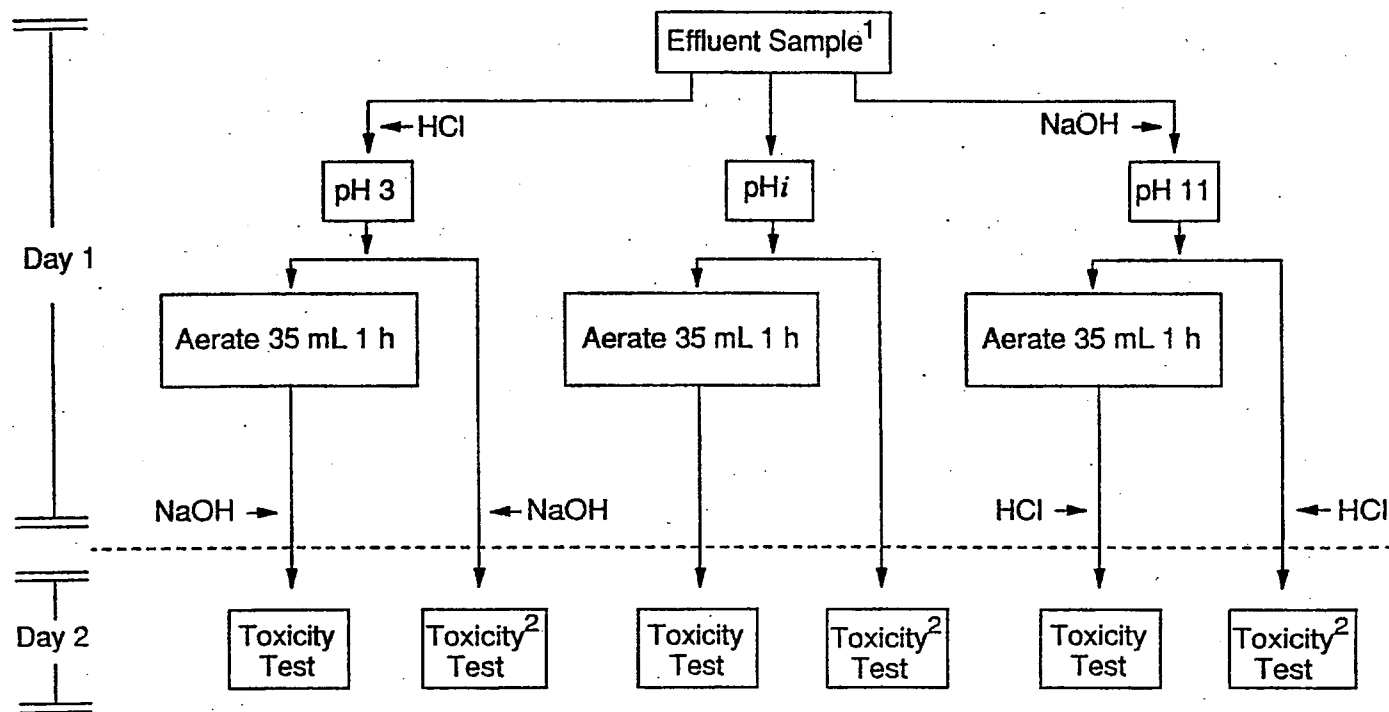 Effluent Sample1
HCl
NaOH
pH 3
pHi
pH 11
Day 1
Aerate 35 mL 1 h
Aerate 35 mL 1 h
Aerate 35 mL 1 h
NaOH
NaOH
HCl
HCl
Day 2
Toxicity
Test
Toxicity2
Test
Toxicity
Test
Toxicity2
Test
Toxicity
Test
Toxicity2
Test